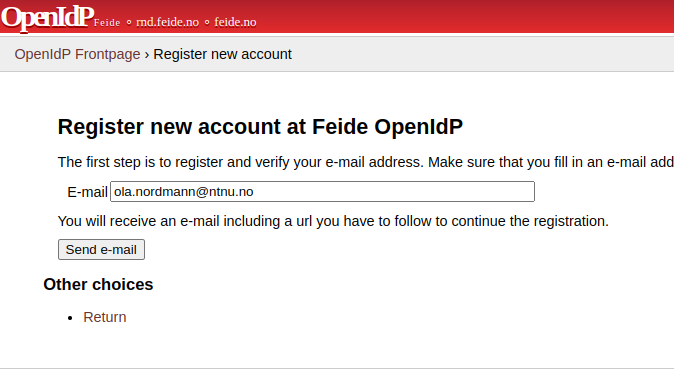 OpenIdP Feide ° rnd.feide.no ° feide.no
OpenIdP Frontpage › Register new account
Register new account at Feide OpenIdP
The first step is to register and verify your e-mail address. Make sure that you fill in an e-mail add
E-mail ola.nordmann@ntnu.no
You will receive an e-mail including a url you have to follow to continue the registration.
Send e-mail
Other choices
• Return